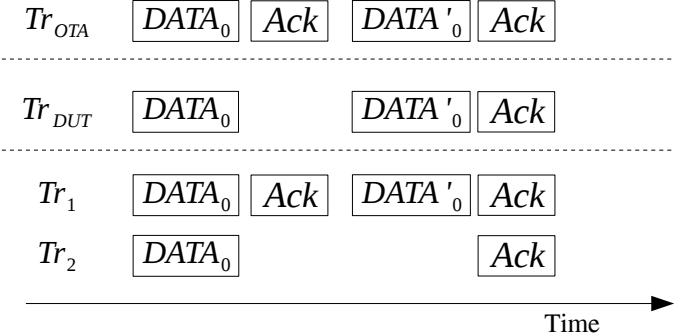 Tr_OTA DATA_0 Ack DATA'_0 Ack
Tr_DUT DATA_0 DATA'_0 Ack
Tr_1 DATA_0 Ack DATA'_0 Ack
Tr_2 DATA_0 Ack
Time